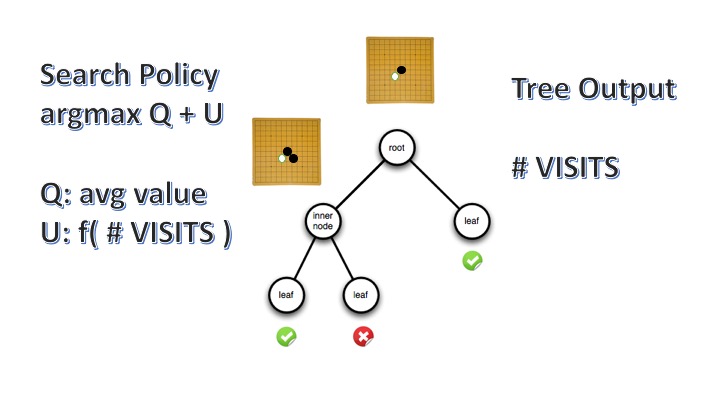 Search Policy
argmax Q + U
Q: avg value
U: f( # VISITS )
root
inner
node
leaf
leaf
leaf
Tree Output
# VISITS